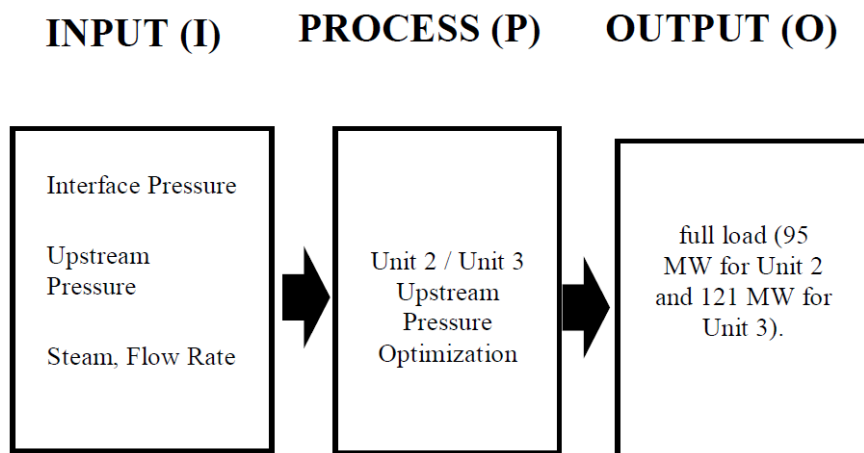 INPUT (I)
PROCESS (P)
OUTPUT (O)
Interface Pressure
Upstream
Pressure
Steam, Flow Rate
Unit 2 / Unit 3
Upstream
Pressure
Optimization
full load (95
MW for Unit 2
and 121 MW for
Unit 3).